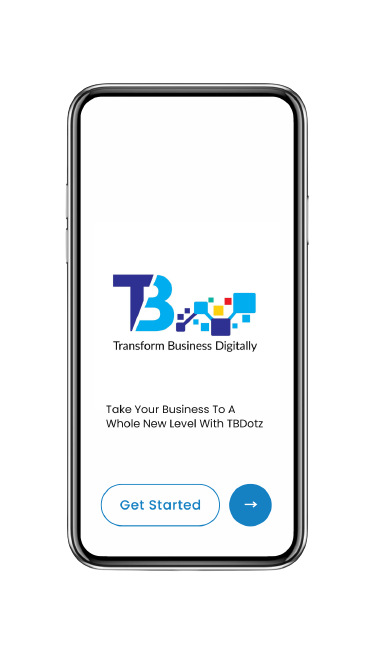 TB
Transform Business Digitally
Take Your Business To A
Whole New Level With TBDotz
Get Started
→